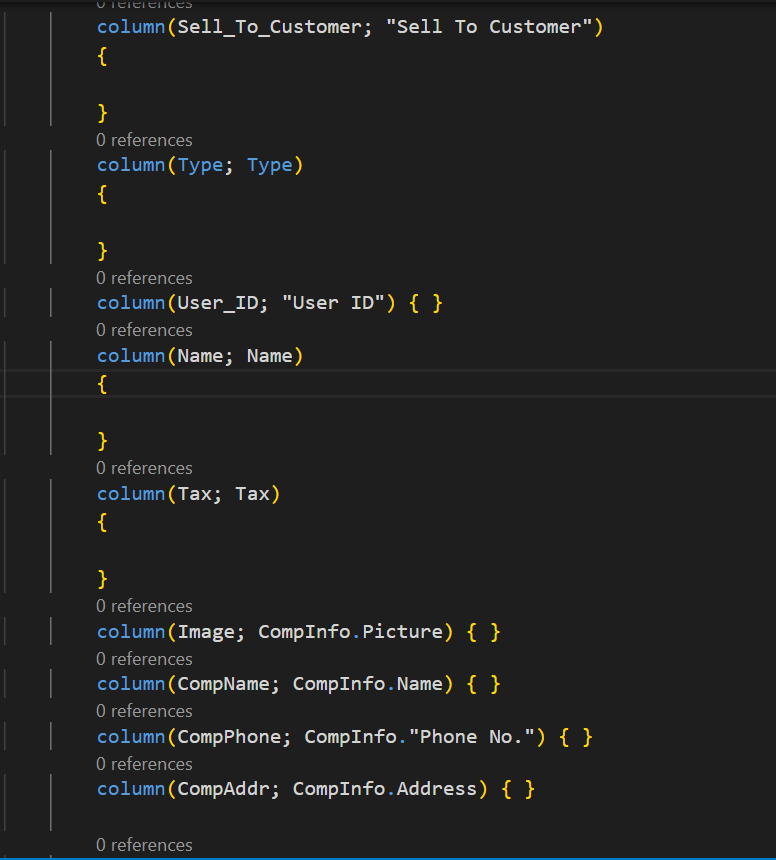 0 references
column(Sell_To_Customer; "Sell To Customer")
{
}
0 references
column(Type; Type)
{
}
0 references
column(User_ID; "User ID") { }
0 references
column(Name; Name)
{
}
0 references
column(Tax; Tax)
{
}
0 references
column(Image; CompInfo.Picture) { }
0 references
column(CompName; CompInfo.Name) { }
0 references
column(CompPhone; CompInfo."Phone No.") { }
0 references
column(CompAddr; CompInfo.Address) { }
0 references